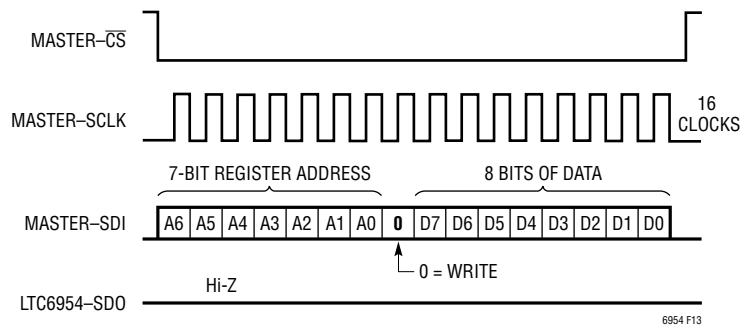 MASTER–C̅S̅
MASTER–SCLK
16
CLOCKS
7-BIT REGISTER ADDRESS
8 BITS OF DATA
MASTER–SDI
A6 A5 A4 A3 A2 A1 A0 0 D7 D6 D5 D4 D3 D2 D1 D0
0 = WRITE
Hi-Z
LTC6954–SDO
6954 F13